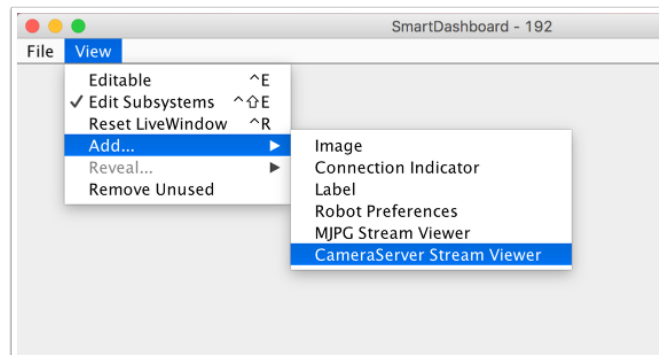 SmartDashboard - 192
File View
Editable ^E
✓ Edit Subsystems ^⇧E
Reset LiveWindow ^R
Add... ▶
Reveal... ▶
Remove Unused
Image
Connection Indicator
Label
Robot Preferences
MJPG Stream Viewer
CameraServer Stream Viewer